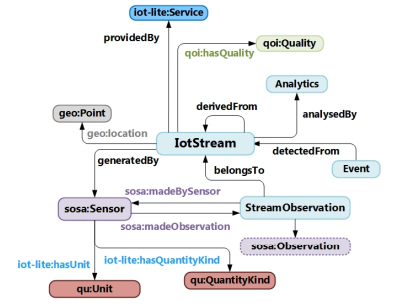 iot-lite:Service
providedBy
qoi:Quality
qoi:hasQuality
Analytics
geo:Point
derivedFrom
analysedBy
geo:location
IotStream
detectedFrom
generatedBy
Event
belongsTo
sosa:madeBySensor
sosa:Sensor
StreamObservation
sosa:madeObservation
sosa:Observation
iot-lite:hasUnit
iot-lite:hasQuantityKind
qu:Unit
qu:QuantityKind